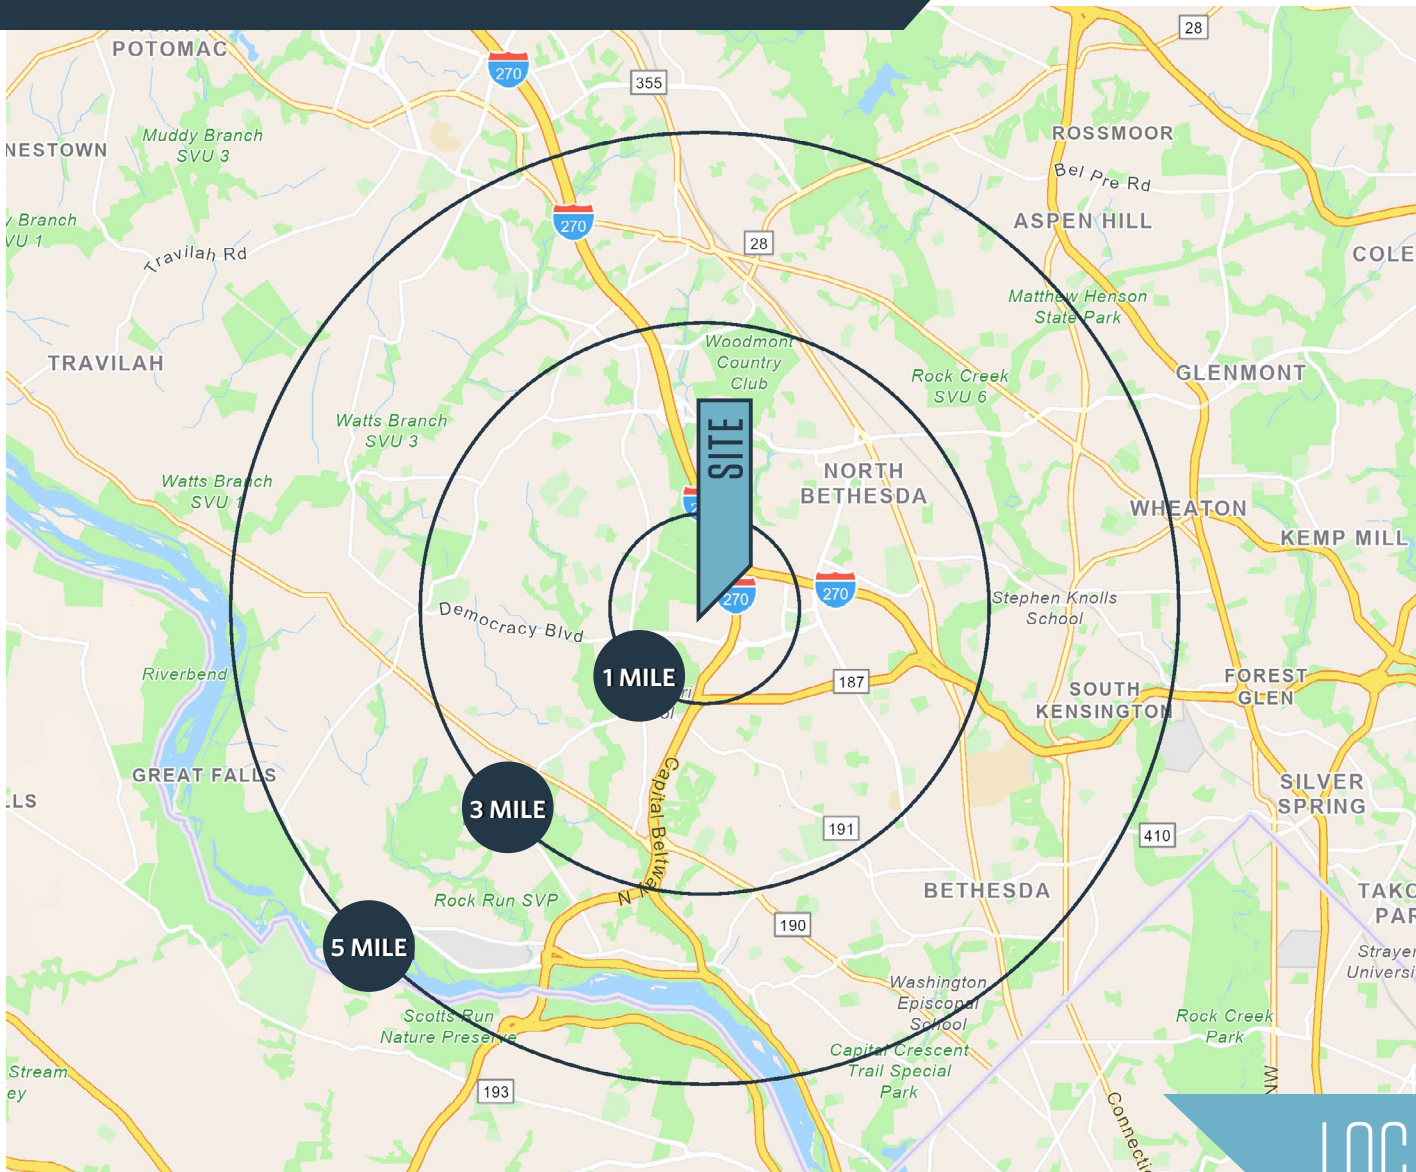 POTOMAC
28
270
355
Muddy Branch
SVU 3
ROSSMOOR
NESTOWN
Bel Pre Rd
y Branch
VU 1
270
28
ASPEN HILL
Travilah Rd
COLE
Matthew Henson
State Park
Woodmont
Country
Club
TRAVILAH
GLENMONT
Rock Creek
SVU 6
Watts Branch
SVU 3
SITE
NORTH
BETHESDA
Watts Branch
SVU 1
WHEATON
KEMP MILL
270
270
Stephen Knolls
School
Democracy Blvd
Riverbend
1 MILE
187
SOUTH
KENSINGTON
FOREST
GLEN
GREAT FALLS
LLS
Capital Beltway N
SILVER
SPRING
3 MILE
191
410
BETHESDA
TAKO
PAR
Rock Run SVP
190
5 MILE
Strayer
Universi
Washington
Episcopal
School
Scotts Run
Nature Preserve
Rock Creek
Park
Capital Crescent
Trail Special
Park
Stream
ey
193
Connectic
LOC